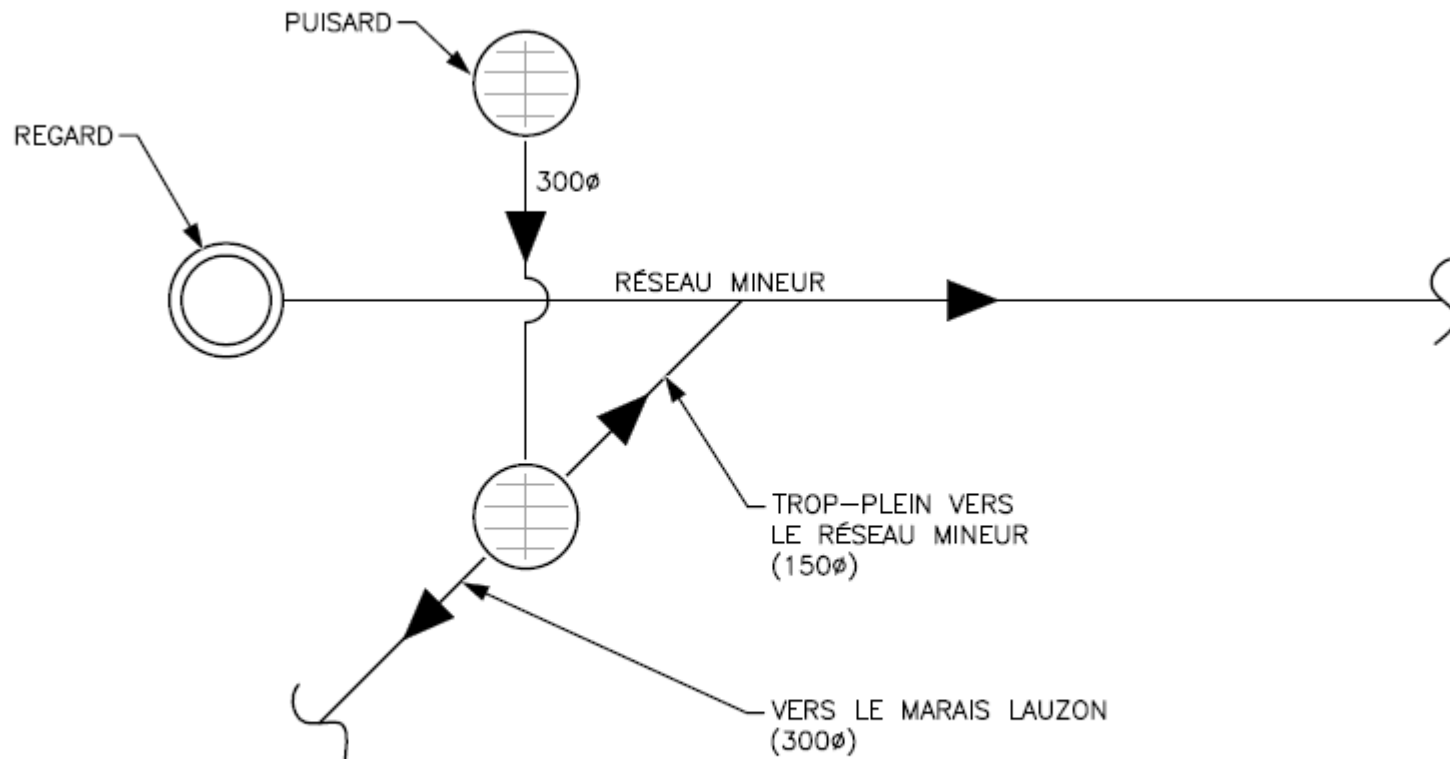 PUISARD
REGARD
300ø
RÉSEAU MINEUR
TROP-PLEIN VERS
LE RÉSEAU MINEUR
(150ø)
VERS LE MARAIS LAUZON
(300ø)